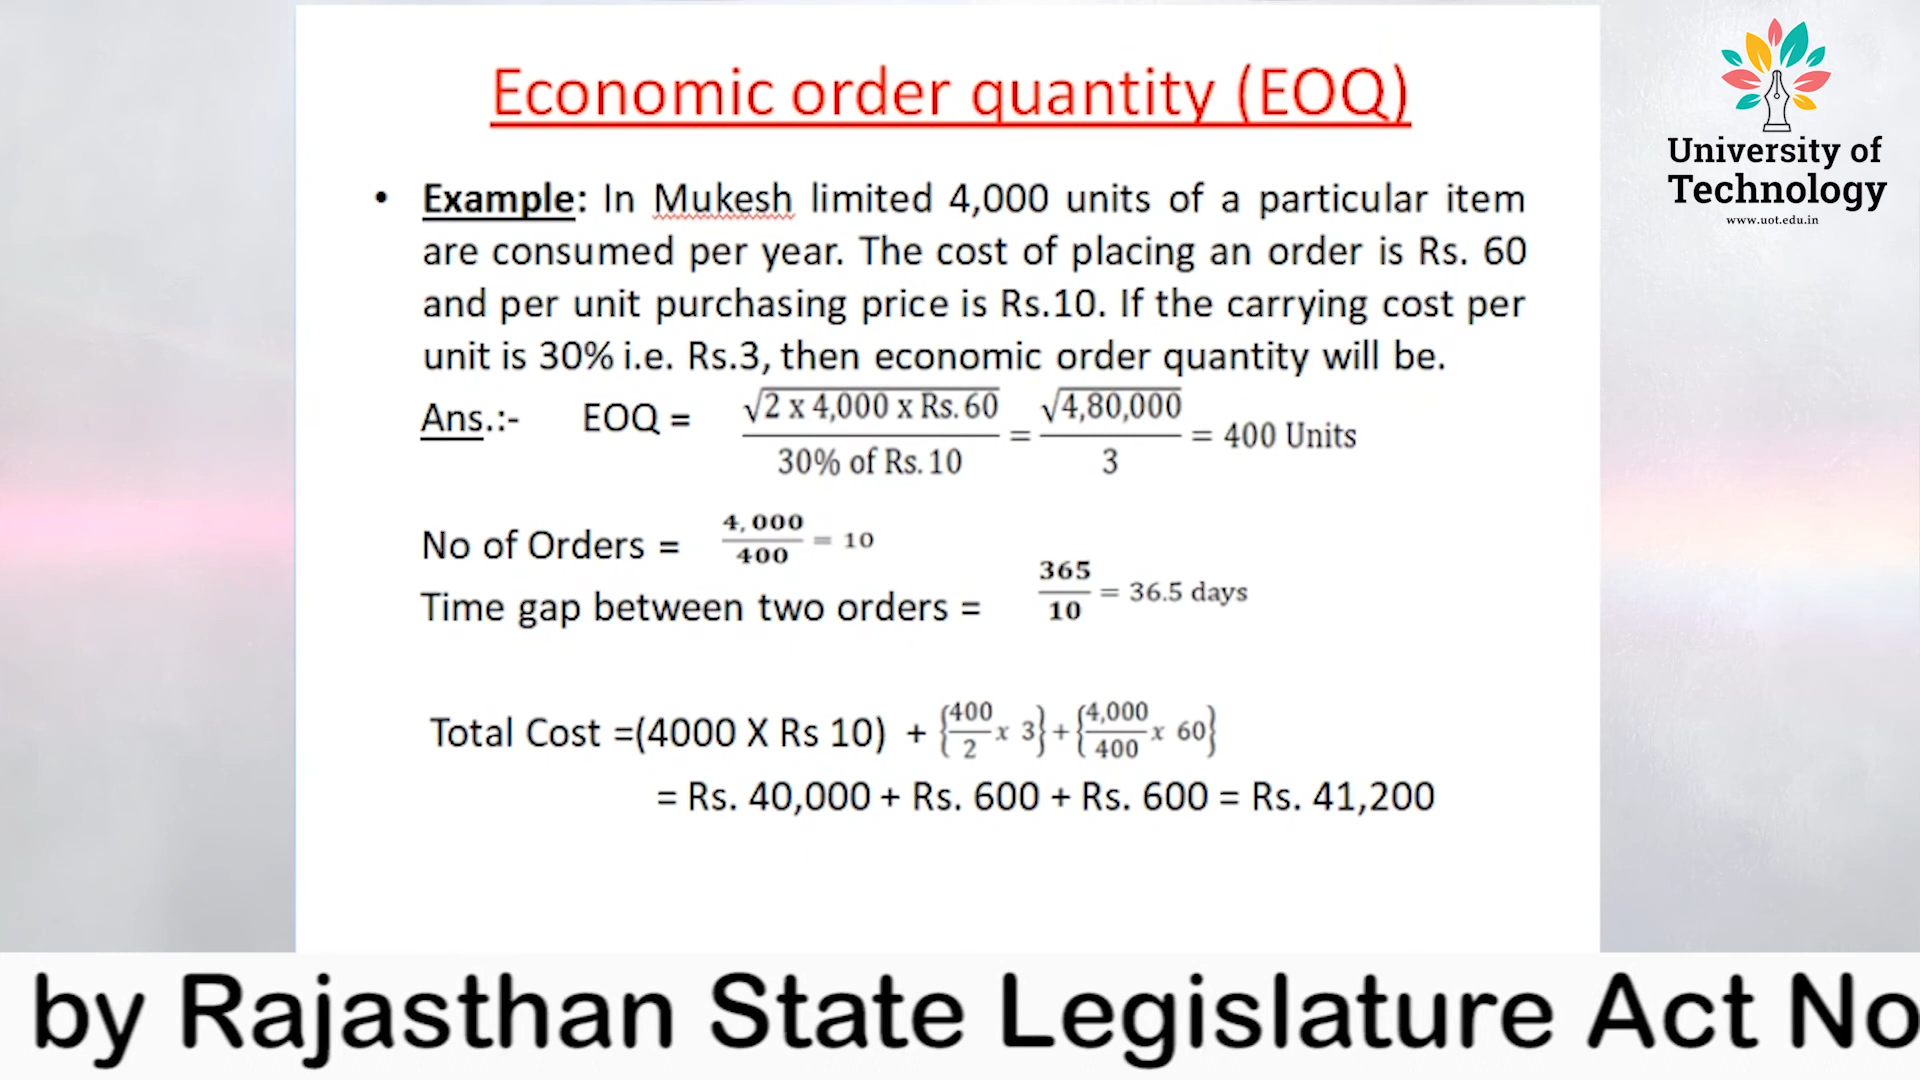 Economic order quantity (EOQ)
University of
Technology
www.uot.edu.in
• Example: In Mukesh limited 4,000 units of a particular item
are consumed per year. The cost of placing an order is Rs. 60
and per unit purchasing price is Rs.10. If the carrying cost per
unit is 30% i.e. Rs.3, then economic order quantity will be.
Ans.:- EOQ = √2 x 4,000 x Rs. 60 / 30% of Rs. 10 = √4,80,000 / 3 = 400 Units
No of Orders = 4,000 / 400 = 10
Time gap between two orders = 365 / 10 = 36.5 days
Total Cost =(4000 X Rs 10) + {400 / 2 x 3} + {4,000 / 400 x 60}
= Rs. 40,000 + Rs. 600 + Rs. 600 = Rs. 41,200
by Rajasthan State Legislature Act No